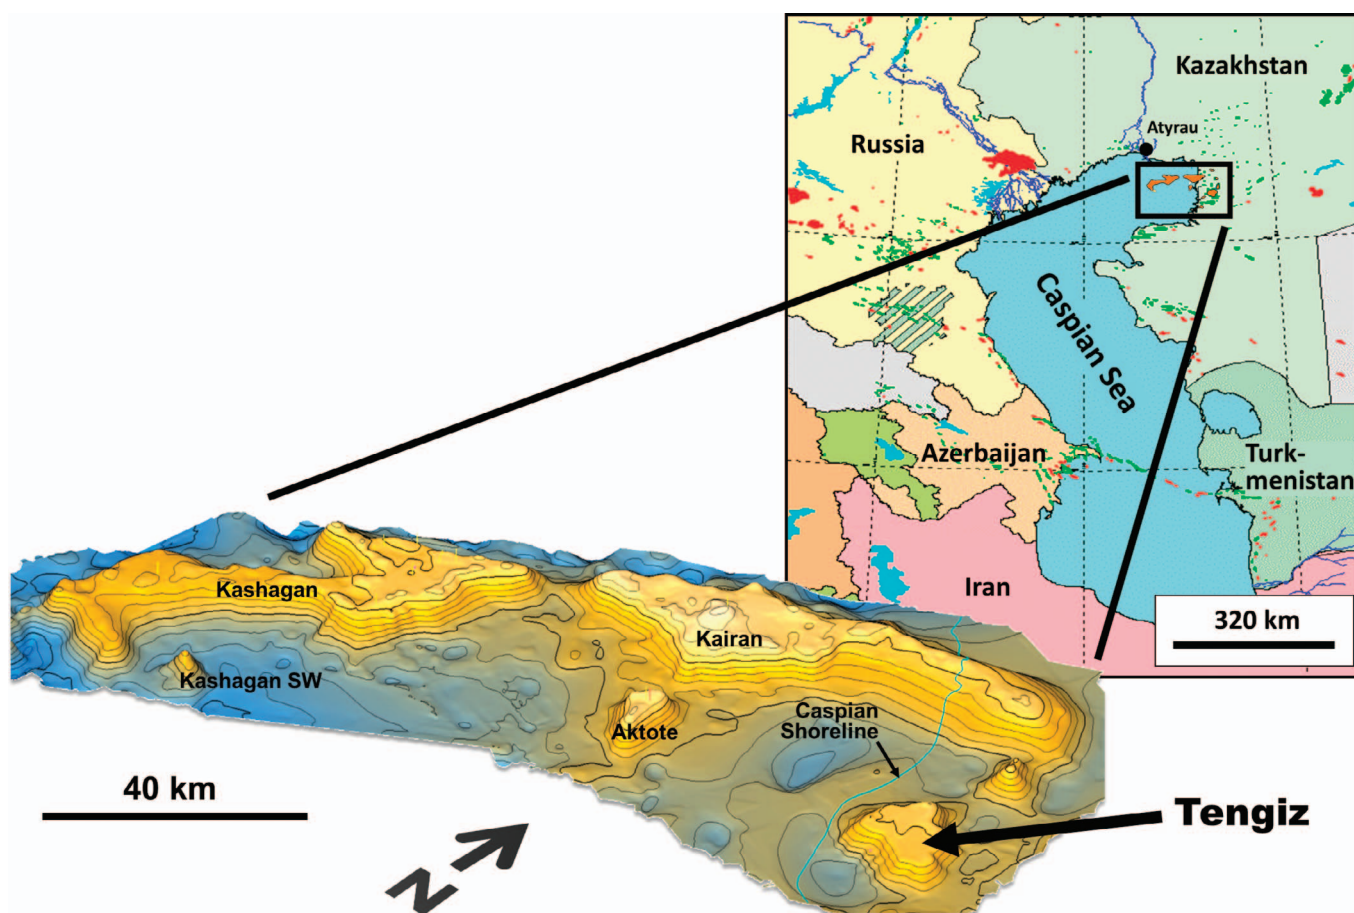 Kazakhstan
Atyrau
Russia
Caspian Sea
Azerbaijan
Turk-
menistan
Iran
320 km
Kashagan
Kairan
Kashagan SW
Aktote
Caspian
Shoreline
40 km
Tengiz
N